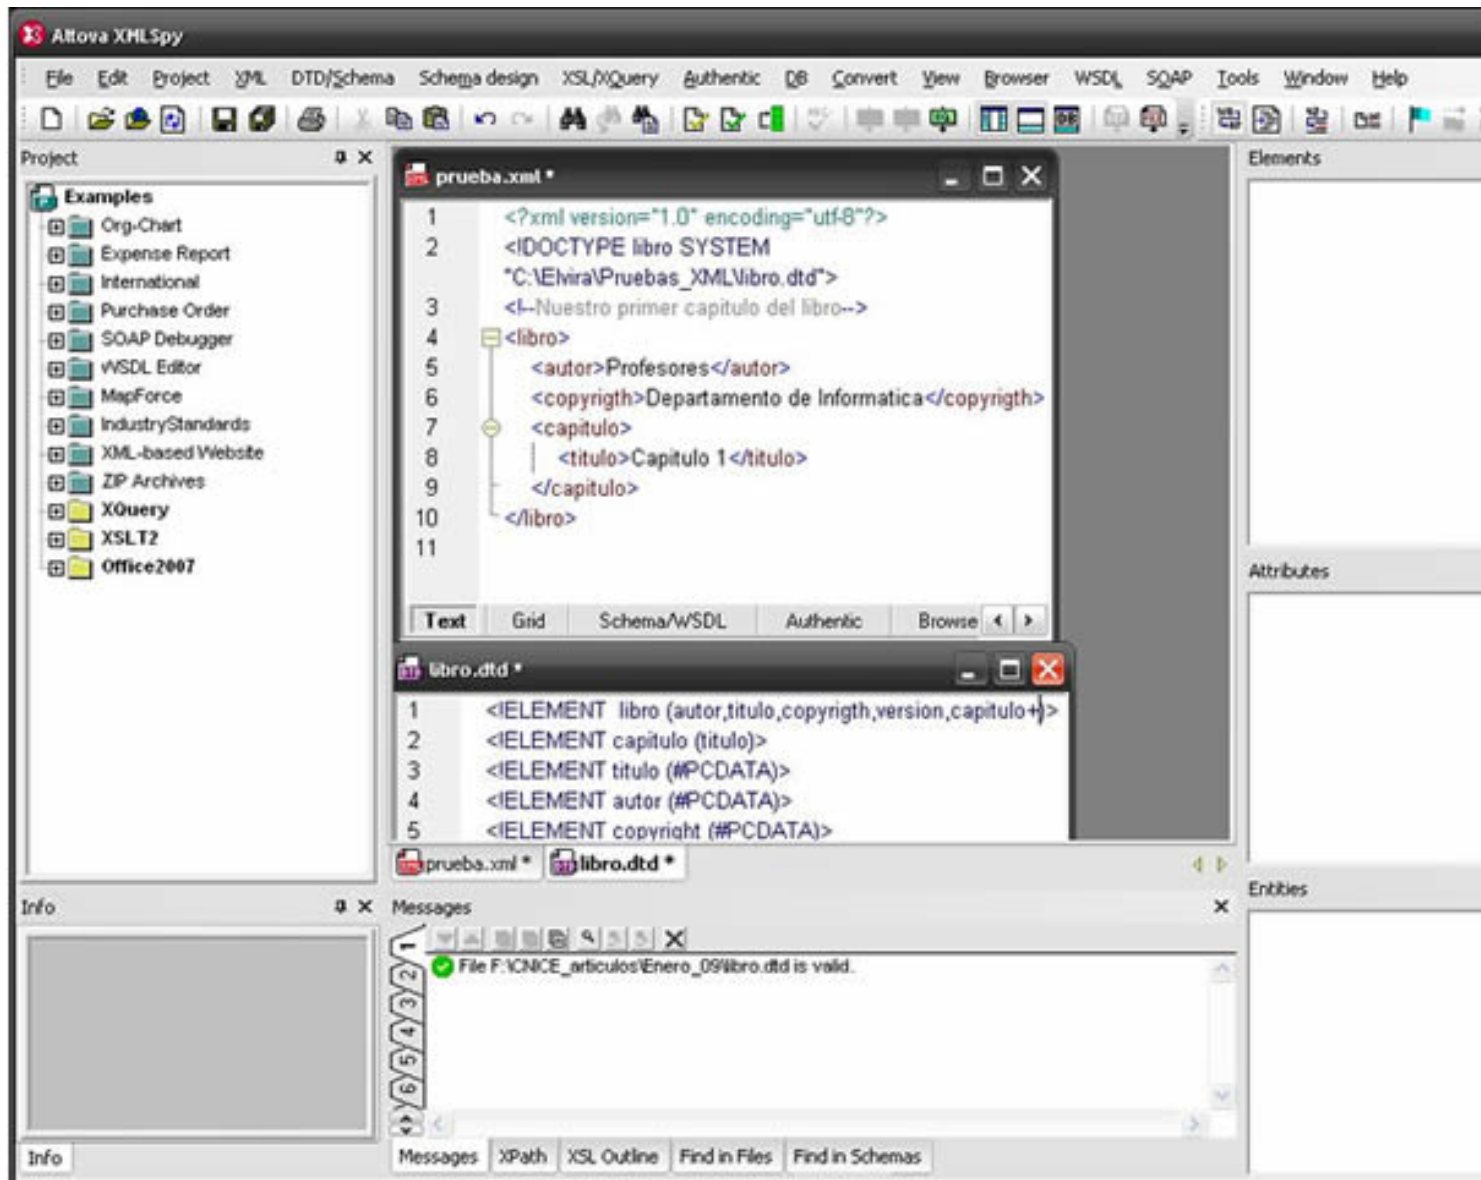 Altova XMLSpy
File Edit Project XML DTD/Schema Schema design XSL/XQuery Authentic DB Convert View Browser WSDL SOAP Tools Window Help
Project
Examples
Org-Chart
Expense Report
International
Purchase Order
SOAP Debugger
WSDL Editor
MapForce
IndustryStandards
XML-based Website
ZIP Archives
XQuery
XSLT2
Office2007
prueba.xml *
1 <?xml version="1.0" encoding="utf-8"?>
2 <!DOCTYPE libro SYSTEM
"C:\Elvira\Pruebas_XML\libro.dtd">
3 <!--Nuestro primer capitulo del libro-->
4 <libro>
5 <autor>Profesores</autor>
6 <copyrigth>Departamento de Informatica</copyrigth>
7 <capitulo>
8 <titulo>Capitulo 1</titulo>
9 </capitulo>
10 </libro>
11
Text Grid Schema/WSDL Authentic Browse
libro.dtd *
1 <!ELEMENT libro (autor,titulo,copyrigth,version,capitulo+)>
2 <!ELEMENT capitulo (titulo)>
3 <!ELEMENT titulo (#PCDATA)>
4 <!ELEMENT autor (#PCDATA)>
5 <!ELEMENT copyright (#PCDATA)>
prueba.xml * libro.dtd *
Elements
Attributes
Entities
Info
Messages
1
2
3
4
5
6
File F:\CNICE_articulos\Enero_09\libro.dtd is valid.
Info
Messages XPath XSL Outline Find in Files Find in Schemas